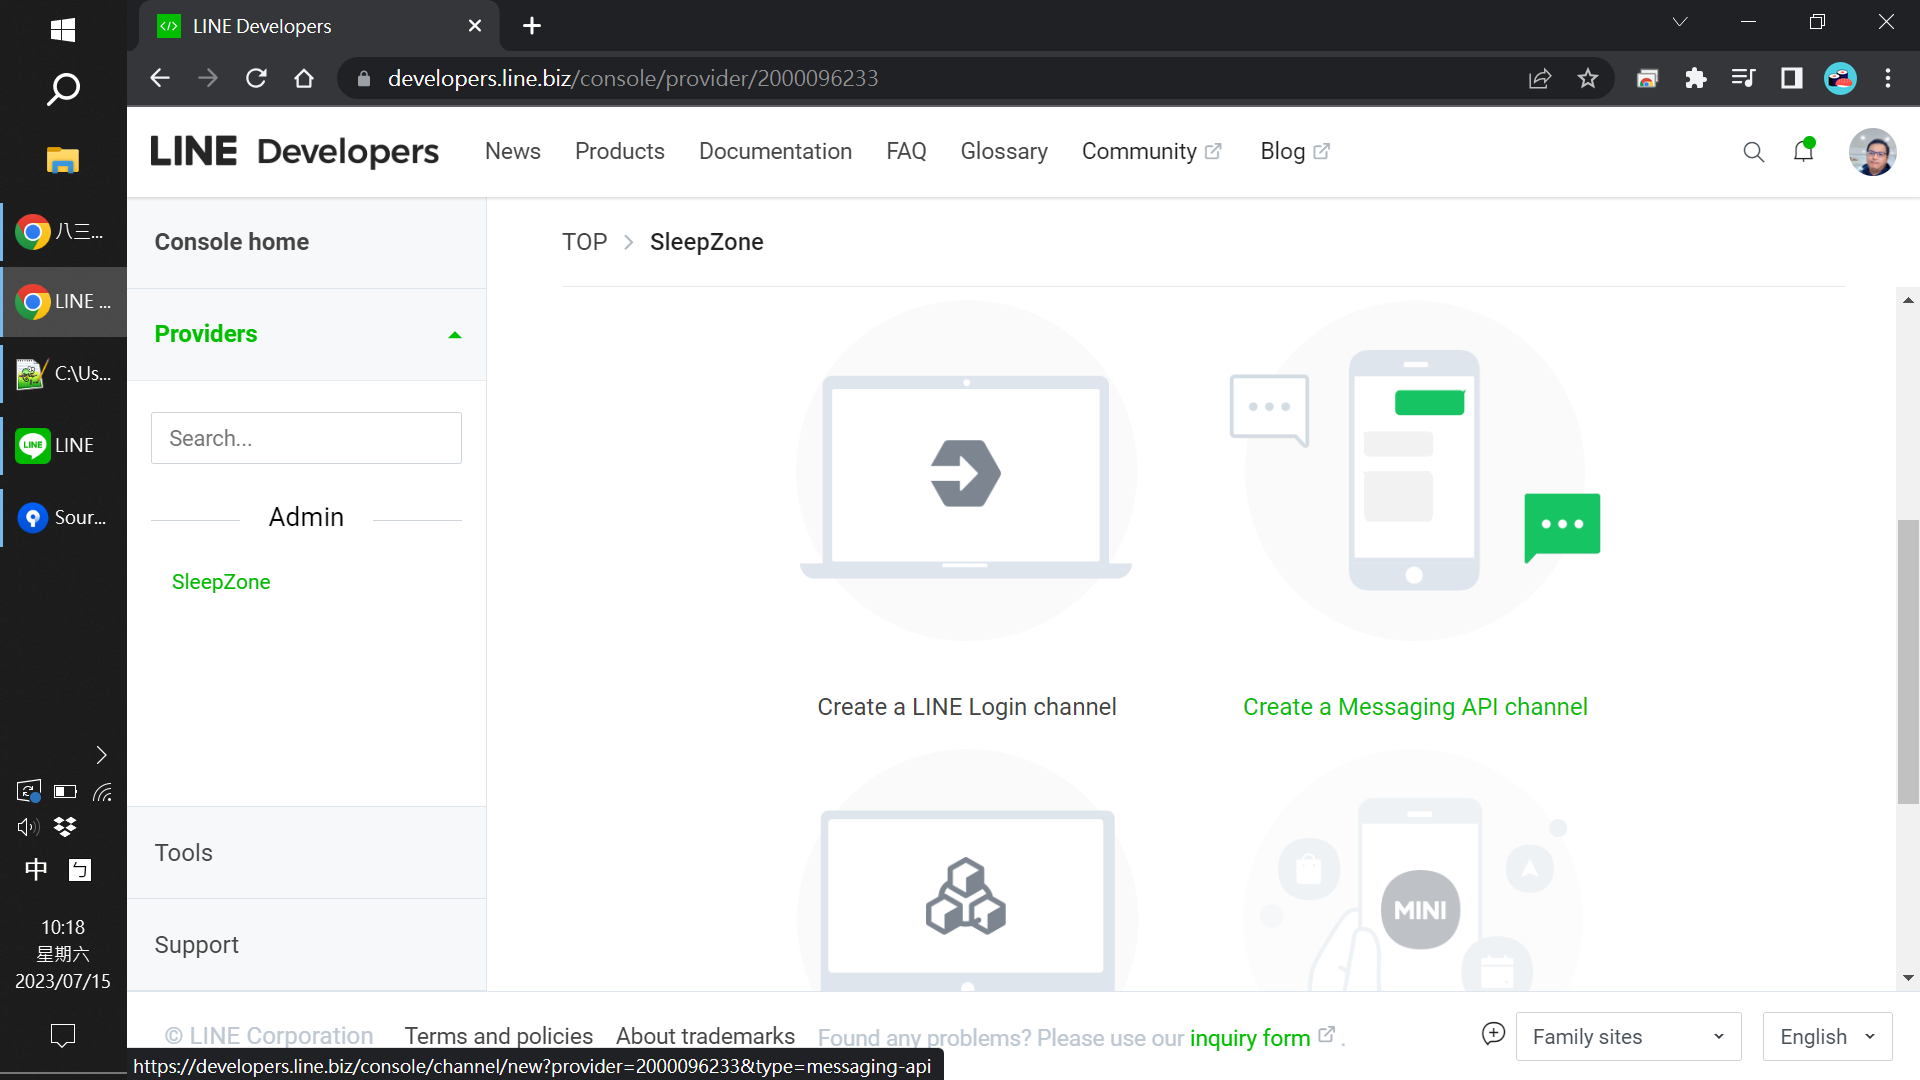 LINE Developers
developers.line.biz/console/provider/2000096233
八三...
LINE ...
C:\Us...
LINE
LINE
Sour...
中
ㄅ
10:18
星期六
2023/07/15
LINE Developers
News
Products
Documentation
FAQ
Glossary
Community
Blog
Console home
Providers
Search...
Admin
SleepZone
Tools
Support
TOP
SleepZone
Create a LINE Login channel
Create a Messaging API channel
MINI
© LINE Corporation
Terms and policies
About trademarks
Found any problems? Please use our inquiry form .
Family sites
English
https://developers.line.biz/console/channel/new?provider=2000096233&type=messaging-api